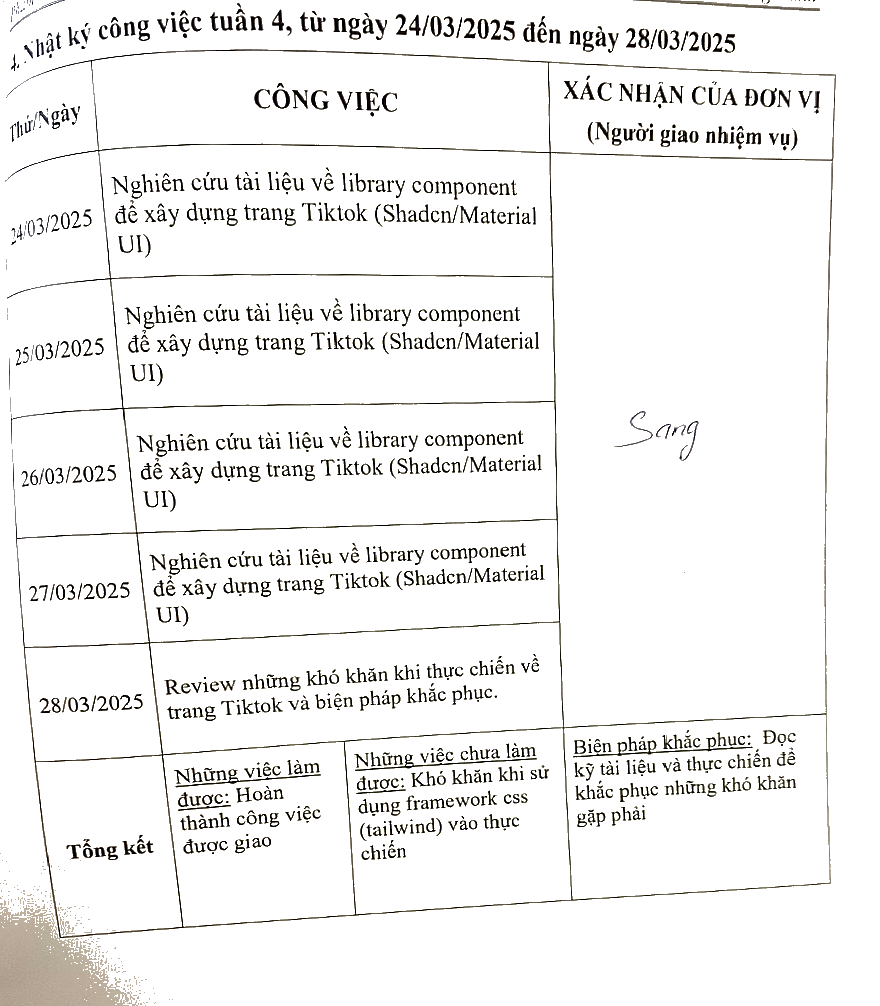 4. Nhật ký công việc tuần 4, từ ngày 24/03/2025 đến ngày 28/03/2025
Thứ/Ngày
CÔNG VIỆC
XÁC NHẬN CỦA ĐƠN VỊ
(Người giao nhiệm vụ)
24/03/2025
Nghiên cứu tài liệu về library component
để xây dựng trang Tiktok (Shadcn/Material
UI)
25/03/2025
Nghiên cứu tài liệu về library component
để xây dựng trang Tiktok (Shadcn/Material
UI)
26/03/2025
Nghiên cứu tài liệu về library component
để xây dựng trang Tiktok (Shadcn/Material
UI)
27/03/2025
Nghiên cứu tài liệu về library component
để xây dựng trang Tiktok (Shadcn/Material
UI)
28/03/2025
Review những khó khăn khi thực chiến về
trang Tiktok và biện pháp khắc phục.
Sang
Tổng kết
Những việc làm
được: Hoàn
thành công việc
được giao
Những việc chưa làm
được: Khó khăn khi sử
dụng framework css
(tailwind) vào thực
chiến
Biện pháp khắc phục: Đọc
kỹ tài liệu và thực chiến để
khắc phục những khó khăn
gặp phải